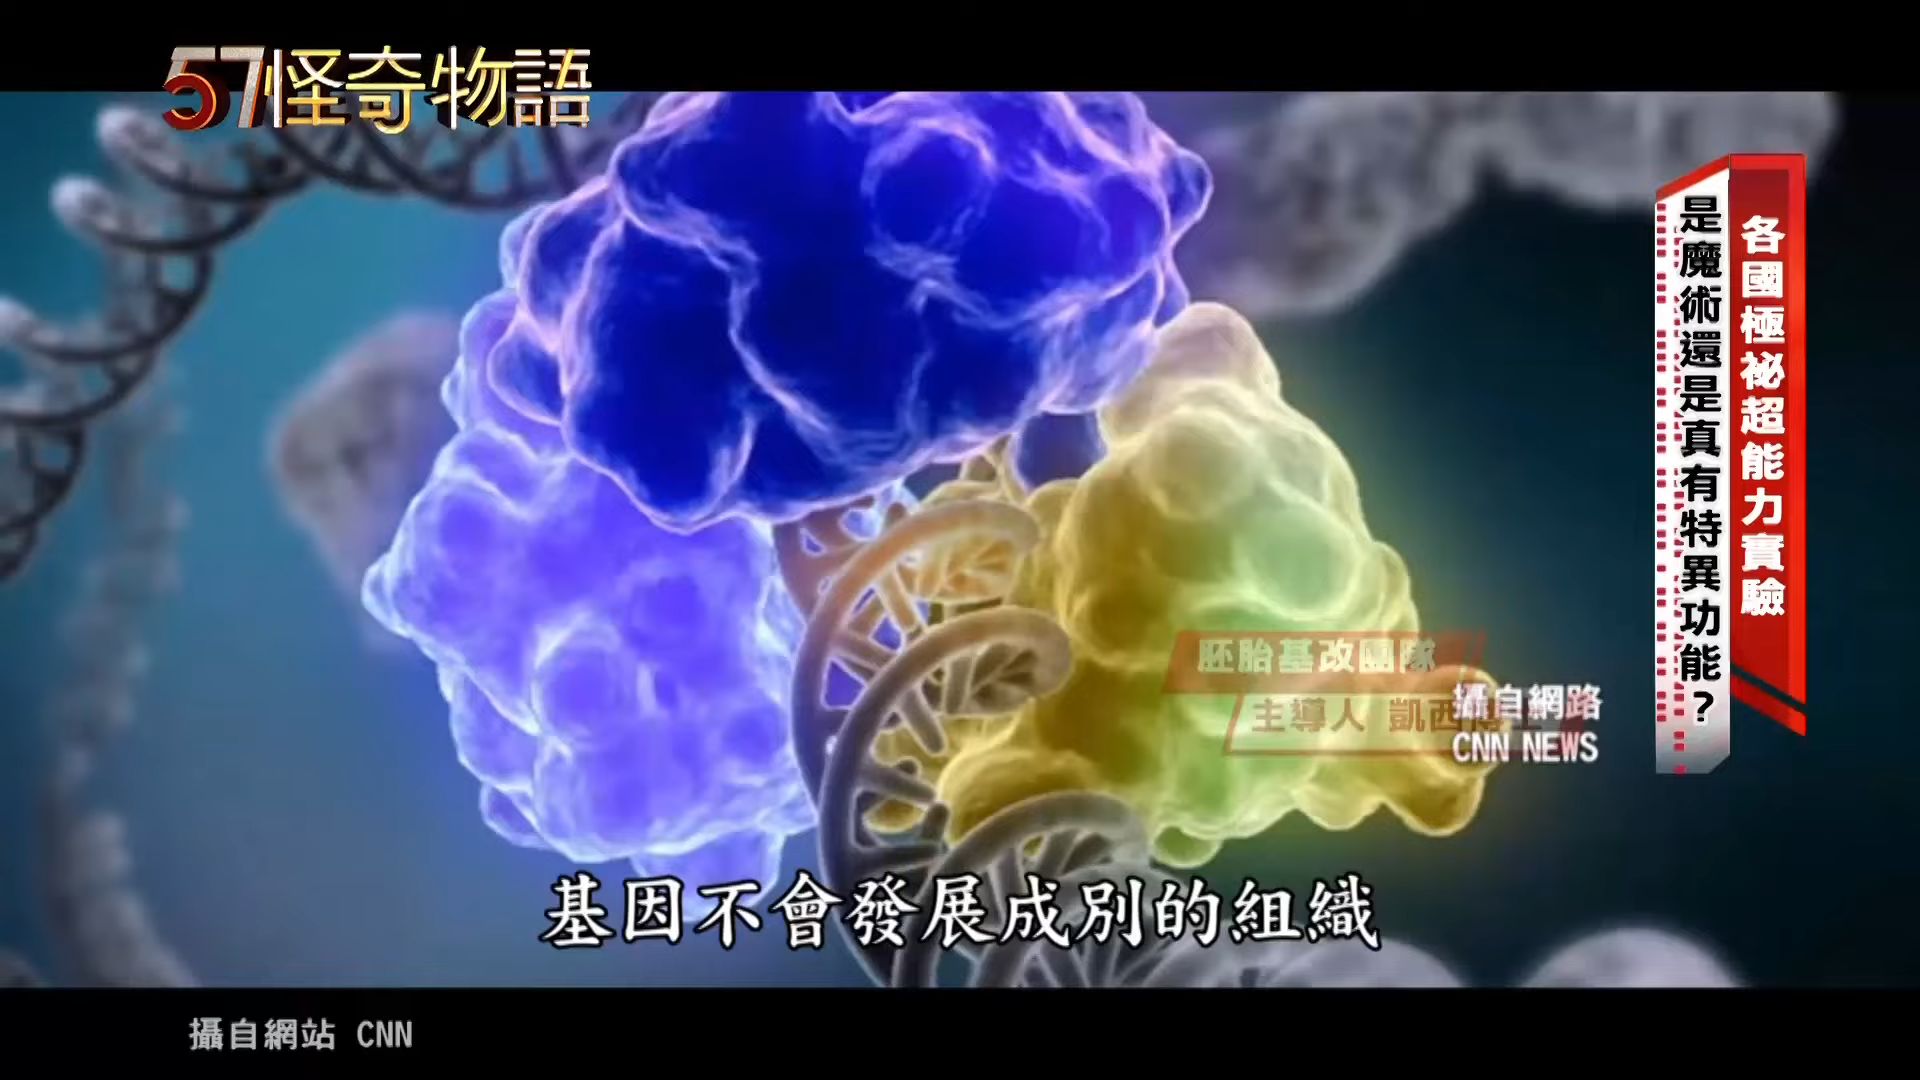 57怪奇物語
各國極祕超能力實驗
是魔術還是真有特異功能？
胚胎基改團隊
主導人 凱西
攝自網路
CNN NEWS
基因不會發展成別的組織
攝自網站 CNN